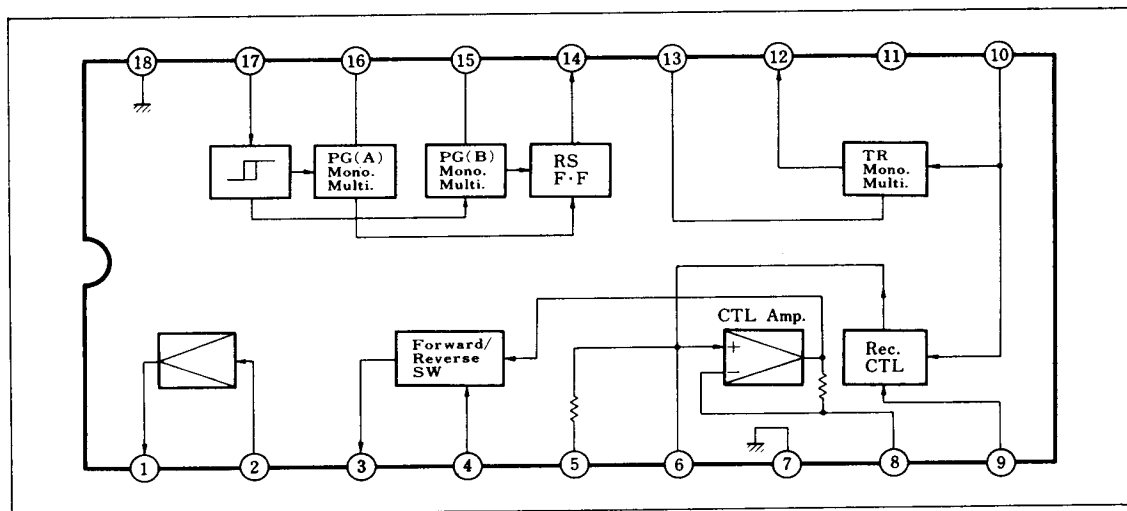 18 17 16 15 14 13 12 11 10
PG(A)
Mono.
Multi.
PG(B)
Mono.
Multi.
RS
F·F
TR
Mono.
Multi.
Forward/
Reverse
SW
CTL Amp.
+
−
Rec.
CTL
1 2 3 4 5 6 7 8 9